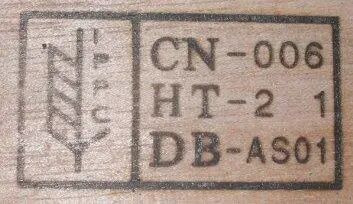 IPPC
CN-006
HT-2 1
DB-AS01